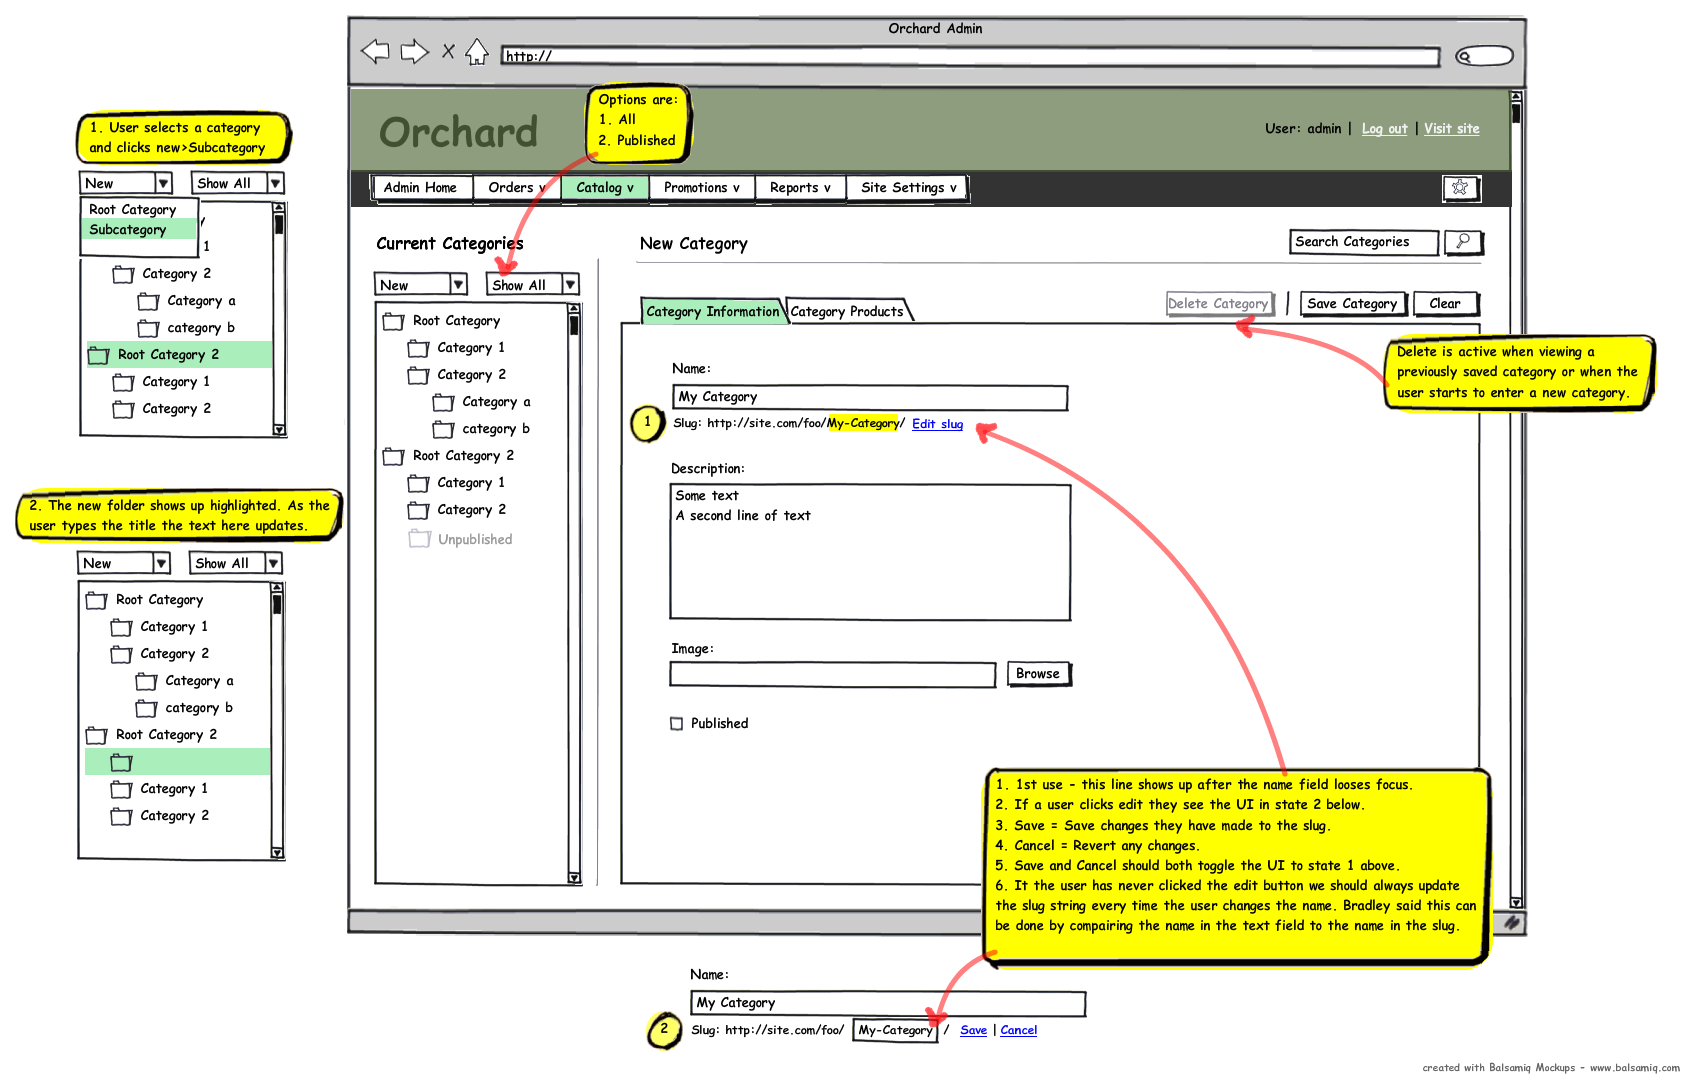 Orchard Admin
http://
Orchard
User: admin | Log out | Visit site
Options are:
1. All
2. Published
Admin Home
Orders v
Catalog v
Promotions v
Reports v
Site Settings v
1. User selects a category
and clicks new>Subcategory
New
Show All
Root Category
Subcategory
y
1
Category 2
Category a
category b
Root Category 2
Category 1
Category 2
2. The new folder shows up highlighted. As the
user types the title the text here updates.
New
Show All
Root Category
Category 1
Category 2
Category a
category b
Root Category 2
Category 1
Category 2
Current Categories
New
Show All
Root Category
Category 1
Category 2
Category a
category b
Root Category 2
Category 1
Category 2
Unpublished
New Category
Search Categories
Category Information
Category Products
Delete Category
|
Save Category
Clear
Delete is active when viewing a
previously saved category or when the
user starts to enter a new category.
Name:
My Category
1
Slug: http://site.com/foo/My-Category/ Edit slug
Description:
Some text
A second line of text
Image:
Browse
Published
1. 1st use - this line shows up after the name field looses focus.
2. If a user clicks edit they see the UI in state 2 below.
3. Save = Save changes they have made to the slug.
4. Cancel = Revert any changes.
5. Save and Cancel should both toggle the UI to state 1 above.
6. It the user has never clicked the edit button we should always update
the slug string every time the user changes the name. Bradley said this can
be done by compairing the name in the text field to the name in the slug.
Name:
My Category
2
Slug: http://site.com/foo/ My-Category / Save | Cancel
created with Balsamiq Mockups - www.balsamiq.com